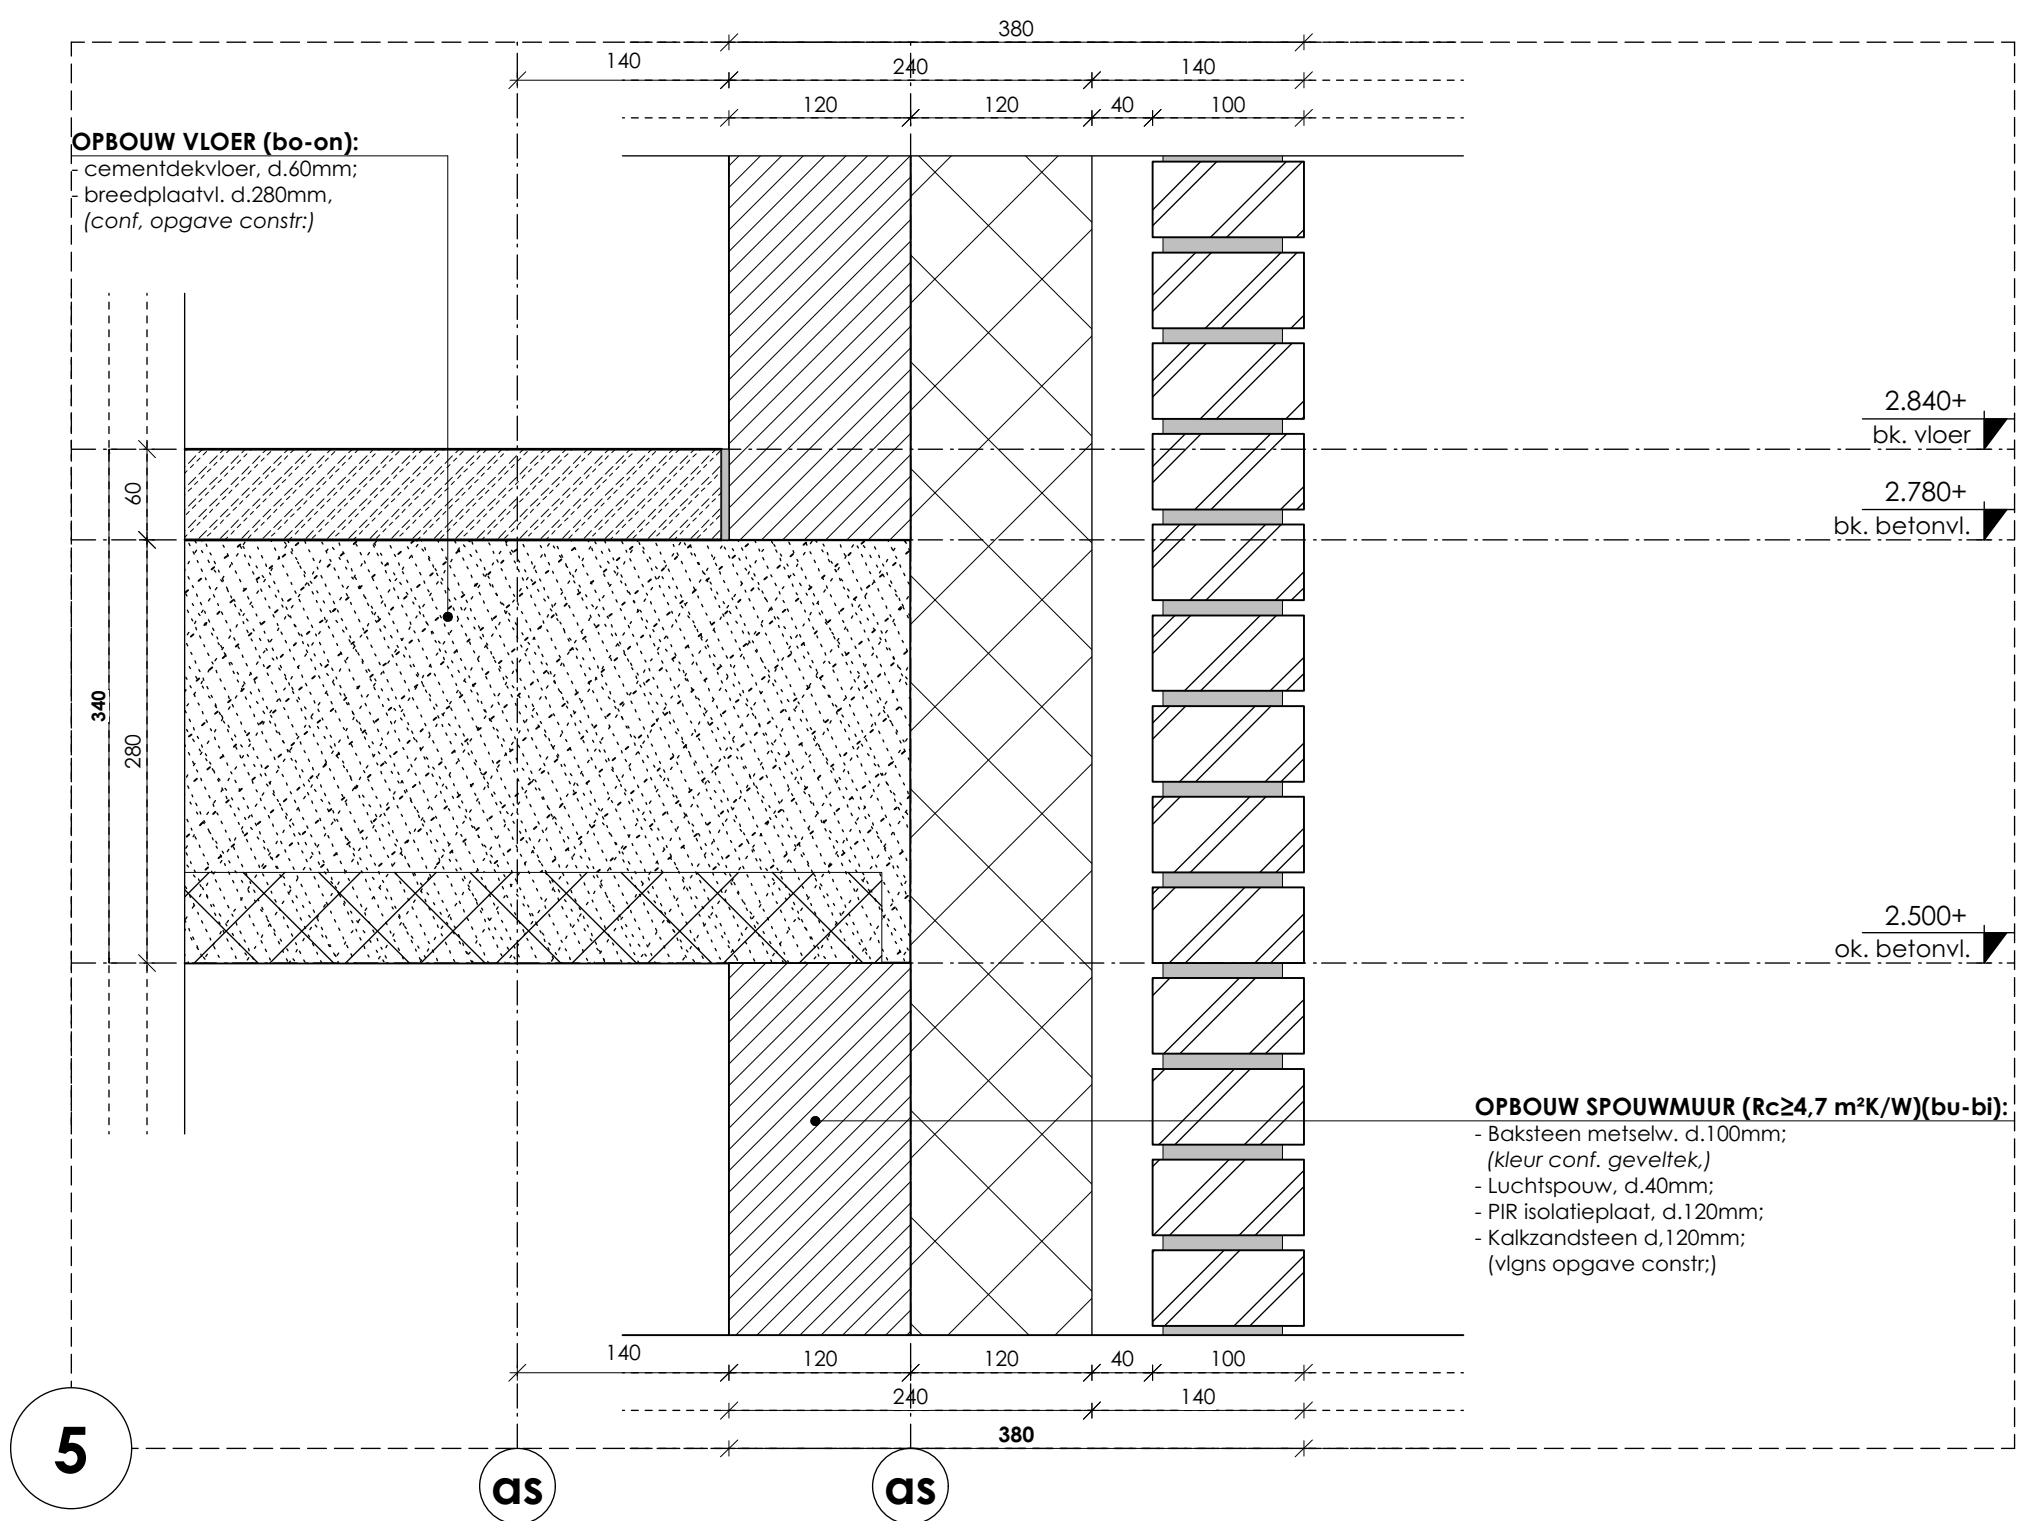 380
140
240
140
120
120
40
100
OPBOUW VLOER (bo-on):
- cementdekvloer, d.60mm;
- breedplaatvl. d.280mm,
(conf, opgave constr:)
2.840+
bk. vloer
60
2.780+
bk. betonvl.
340
280
2.500+
ok. betonvl.
OPBOUW SPOUWMUUR (Rc≥4,7 m²K/W)(bu-bi):
- Baksteen metselw. d.100mm;
(kleur conf. geveltek,)
- Luchtspouw, d.40mm;
- PIR isolatieplaat, d.120mm;
- Kalkzandsteen d,120mm;
(vlgns opgave constr;)
140
120
120
40
100
240
140
380
5
as
as